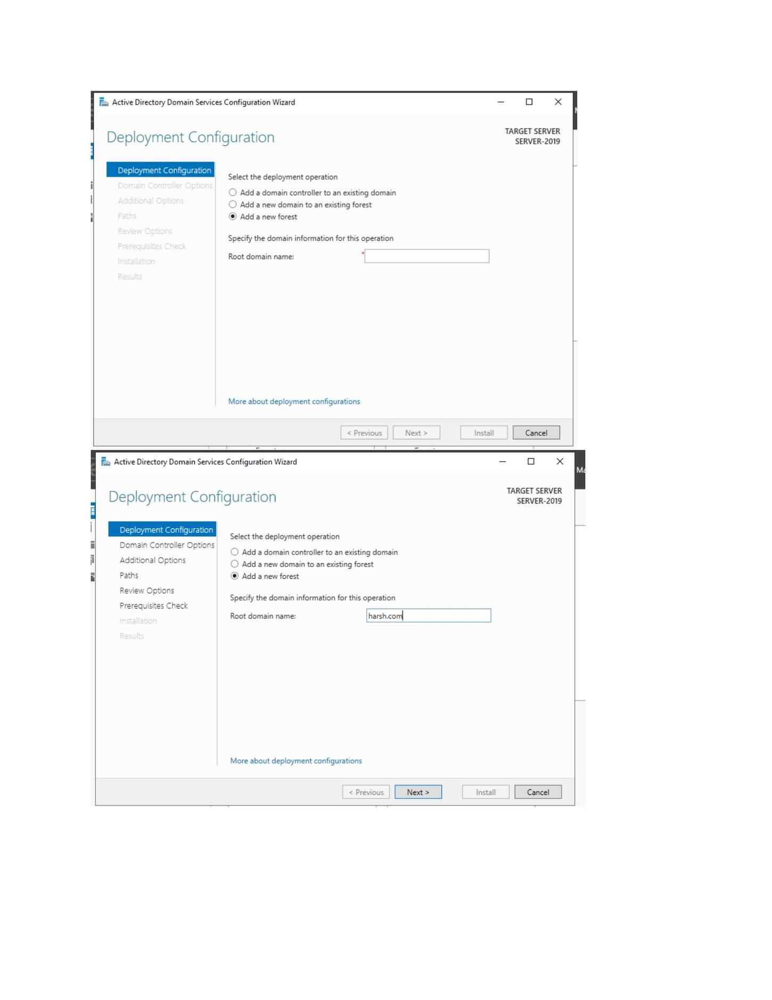 Active Directory Domain Services Configuration Wizard
Deployment Configuration
TARGET SERVER
SERVER-2019
Deployment Configuration
Domain Controller Options
Additional Options
Paths
Review Options
Prerequisites Check
Installation
Results
Select the deployment operation
Add a domain controller to an existing domain
Add a new domain to an existing forest
Add a new forest
Specify the domain information for this operation
Root domain name: *
More about deployment configurations
< Previous Next > Install Cancel
Active Directory Domain Services Configuration Wizard
Ma
Deployment Configuration
TARGET SERVER
SERVER-2019
Deployment Configuration
Domain Controller Options
Additional Options
Paths
Review Options
Prerequisites Check
Installation
Results
Select the deployment operation
Add a domain controller to an existing domain
Add a new domain to an existing forest
Add a new forest
Specify the domain information for this operation
Root domain name: harsh.com
More about deployment configurations
< Previous Next > Install Cancel